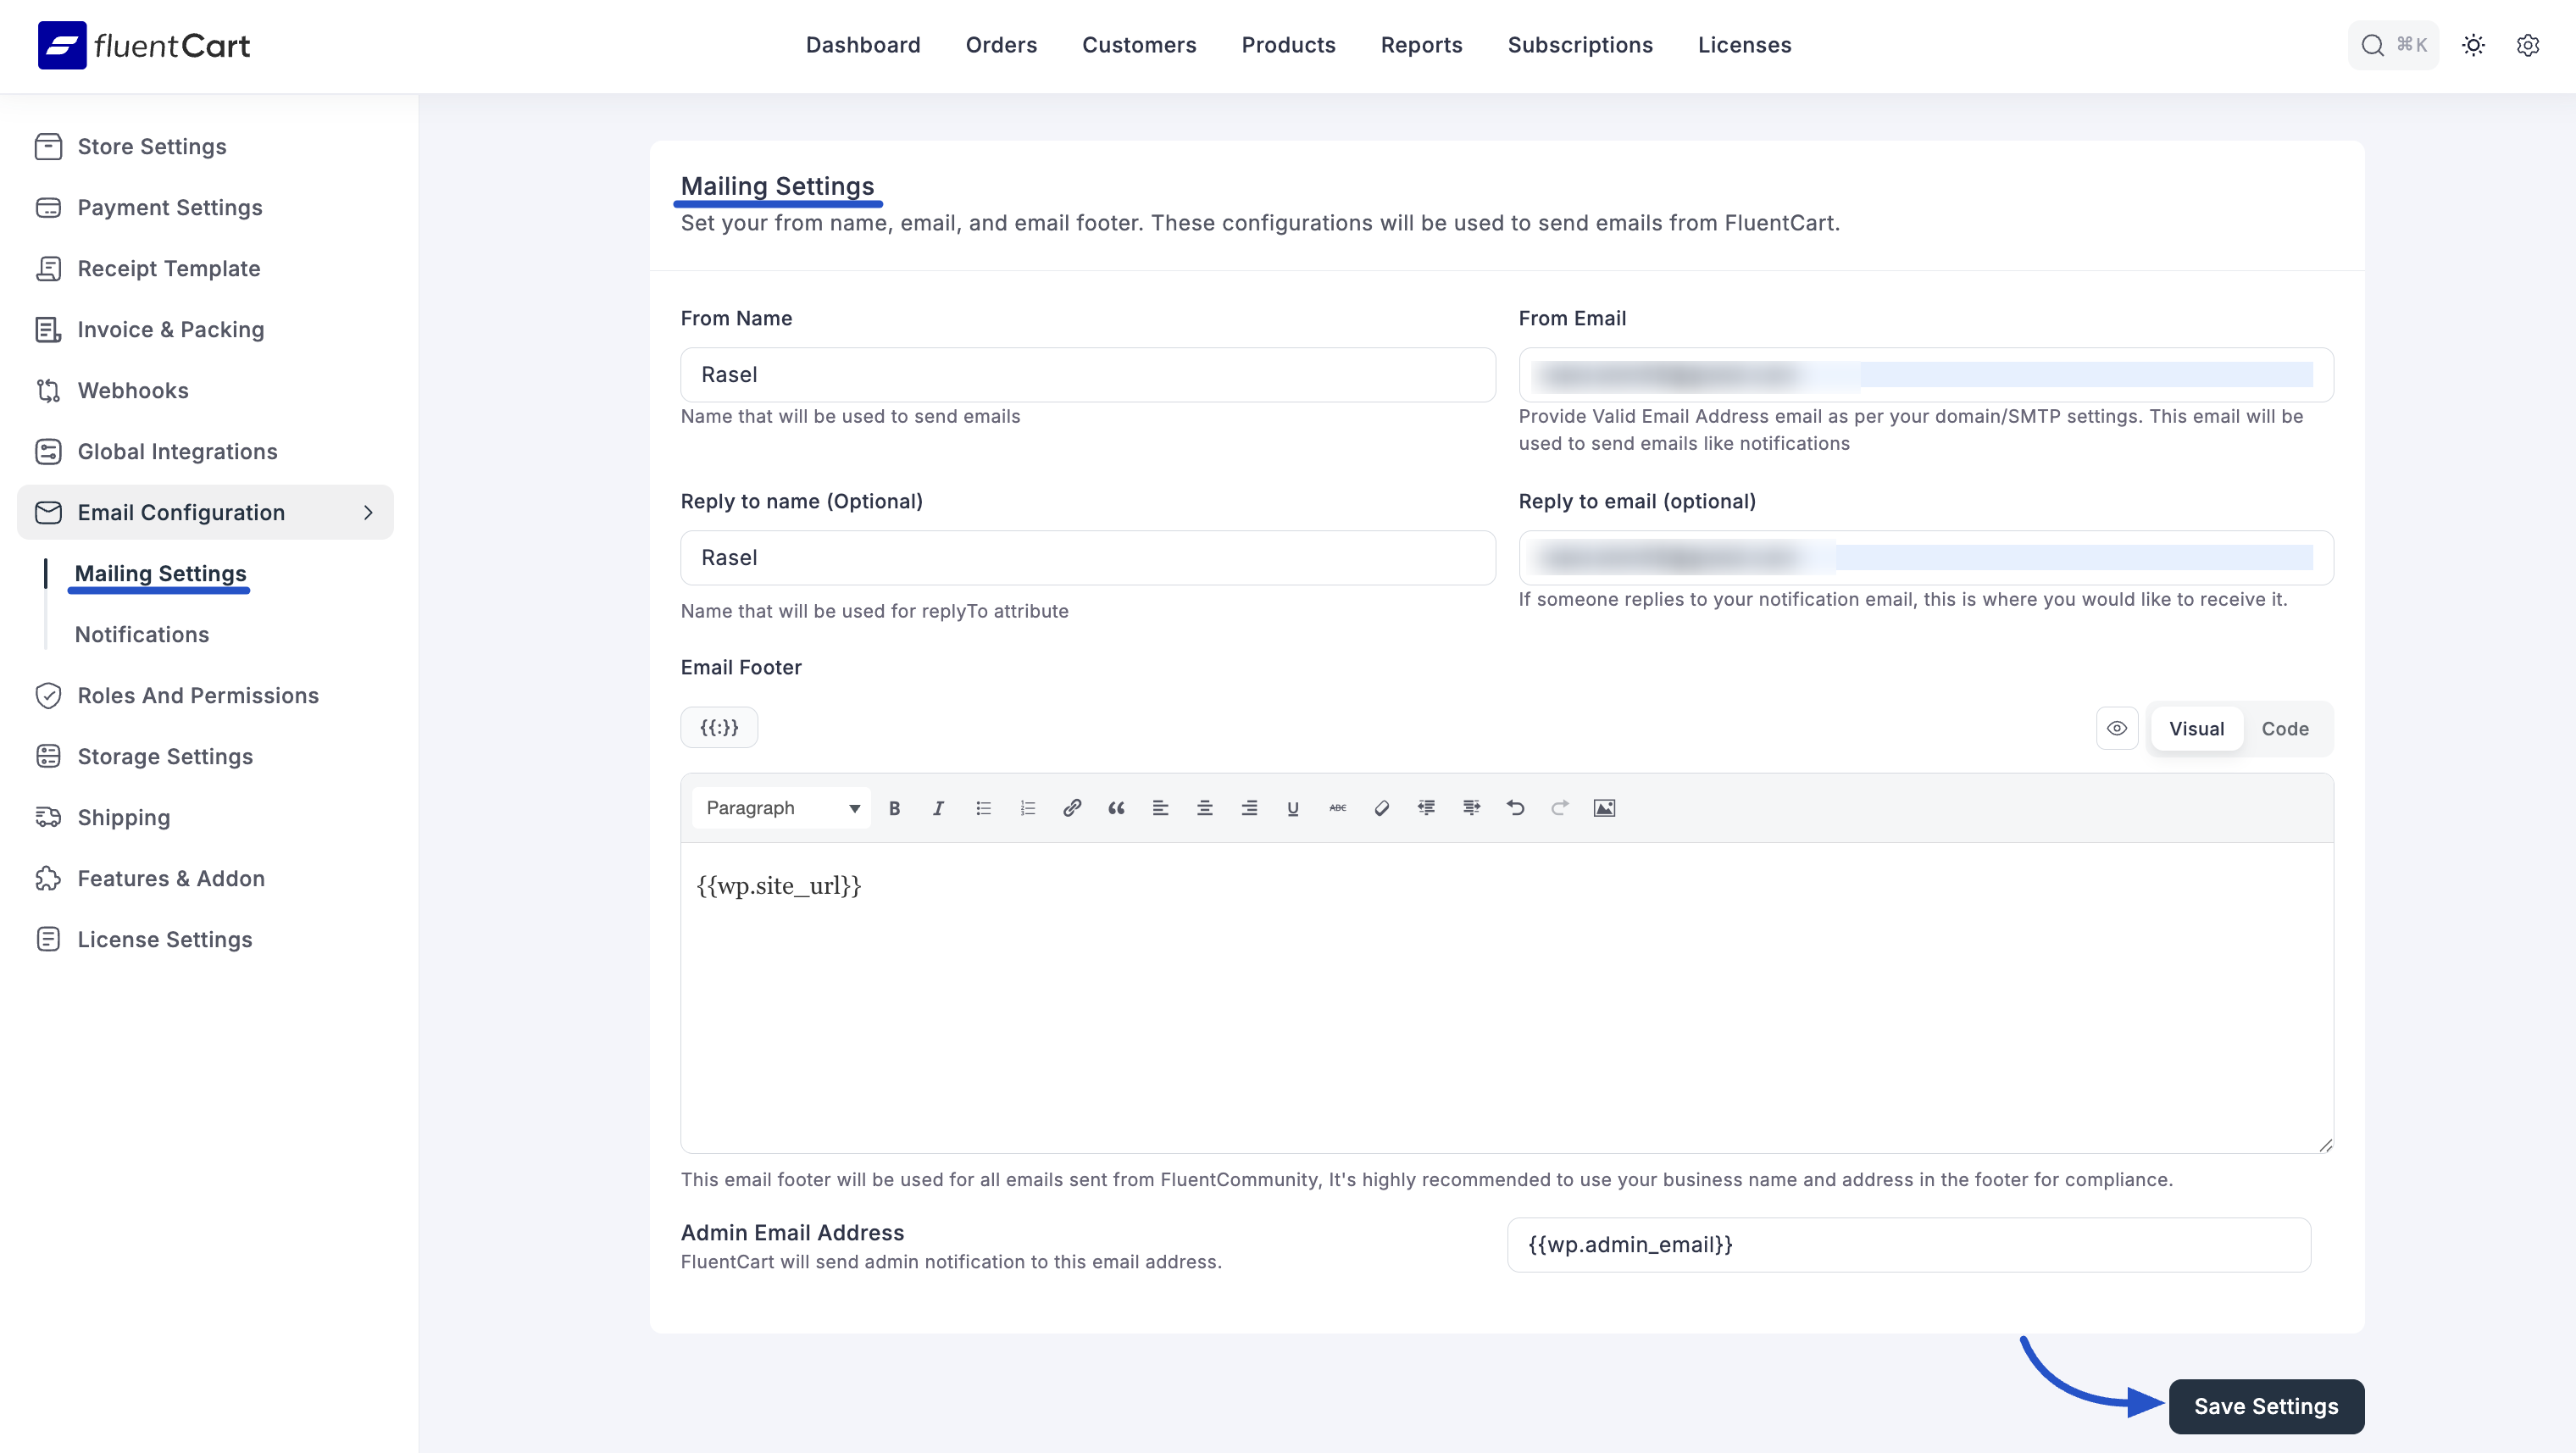 fluentCart
Dashboard
Orders
Customers
Products
Reports
Subscriptions
Licenses
⌘K
Store Settings
Payment Settings
Receipt Template
Invoice & Packing
Webhooks
Global Integrations
Email Configuration
Mailing Settings
Notifications
Roles And Permissions
Storage Settings
Shipping
Features & Addon
License Settings
Mailing Settings
Set your from name, email, and email footer. These configurations will be used to send emails from FluentCart.
From Name
Rasel
Name that will be used to send emails
From Email
Provide Valid Email Address email as per your domain/SMTP settings. This email will be
used to send emails like notifications
Reply to name (Optional)
Rasel
Name that will be used for replyTo attribute
Reply to email (optional)
If someone replies to your notification email, this is where you would like to receive it.
Email Footer
{{:}}
Visual
Code
Paragraph
B
I
U
ABC
{{wp.site_url}}
This email footer will be used for all emails sent from FluentCommunity, It's highly recommended to use your business name and address in the footer for compliance.
Admin Email Address
FluentCart will send admin notification to this email address.
{{wp.admin_email}}
Save Settings